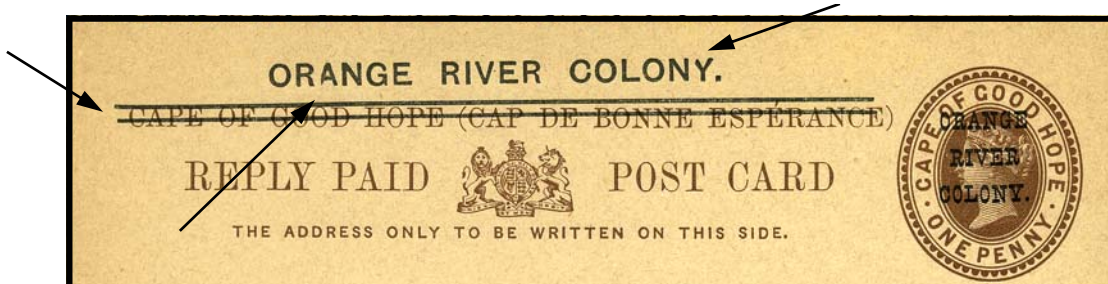 ORANGE RIVER COLONY.
CAPE OF GOOD HOPE (CAP DE BONNE ESPÉRANCE)
REPLY PAID POST CARD
THE ADDRESS ONLY TO BE WRITTEN ON THIS SIDE.
CAPE OF GOOD HOPE
ORANGE
RIVER
COLONY.
ONE PENNY